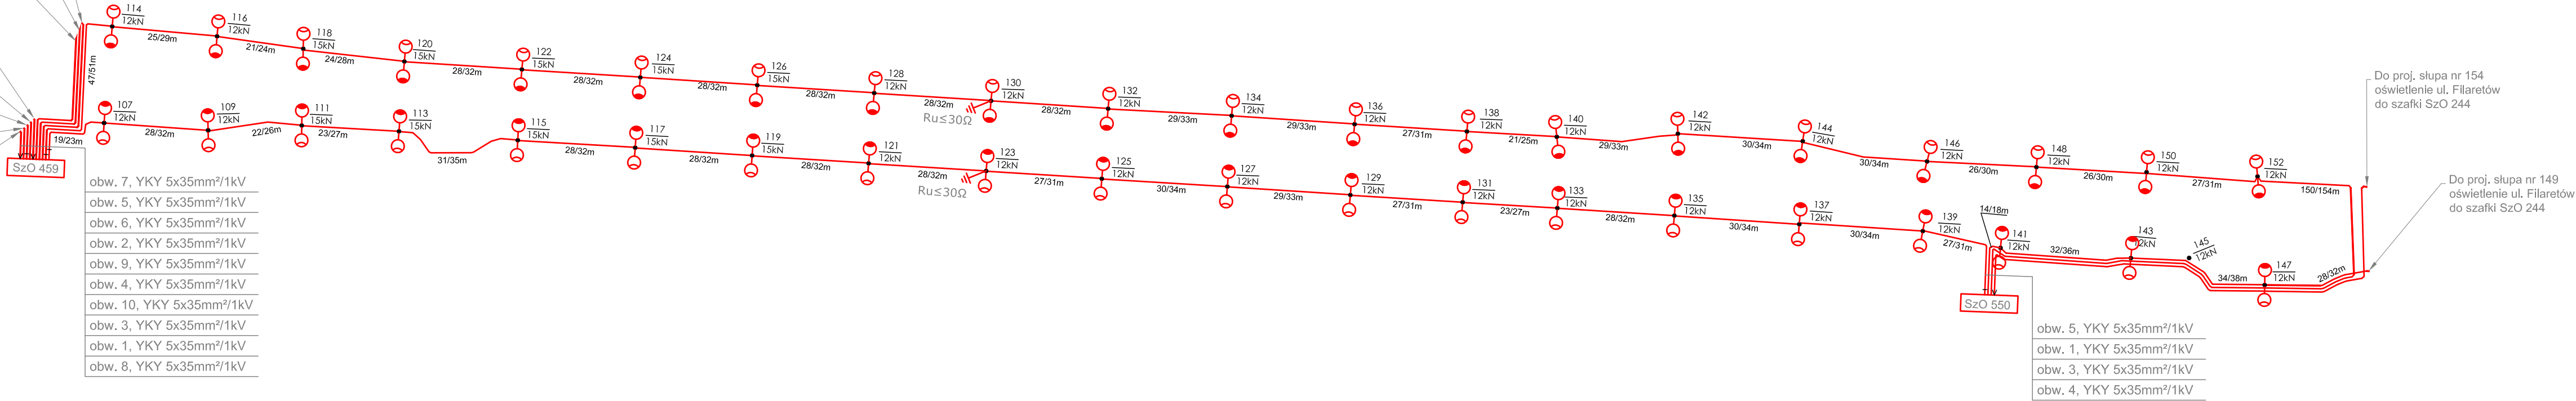 114
12kN
25/29m
116
12kN
21/24m
118
15kN
24/28m
120
15kN
28/32m
122
15kN
28/32m
124
15kN
28/32m
126
15kN
28/32m
128
12kN
28/32m
130
12kN
Ru≤30Ω
28/32m
132
12kN
29/33m
134
12kN
29/33m
136
12kN
27/31m
138
12kN
21/25m
140
12kN
29/33m
142
12kN
30/34m
144
12kN
30/34m
146
12kN
26/30m
148
12kN
26/30m
150
12kN
27/31m
152
12kN
150/154m
Do proj. słupa nr 154
oświetlenie ul. Filaretów
do szafki SzO 244
47/51m
19/23m
107
12kN
28/32m
109
12kN
22/26m
111
15kN
23/27m
113
15kN
31/35m
115
15kN
28/32m
117
15kN
28/32m
119
15kN
28/32m
121
12kN
28/32m
123
12kN
Ru≤30Ω
27/31m
125
12kN
30/34m
127
12kN
29/33m
129
12kN
27/31m
131
12kN
23/27m
133
12kN
28/32m
135
12kN
30/34m
137
12kN
30/34m
139
12kN
27/31m
14/18m
141
12kN
32/36m
143
12kN
145
12kN
34/38m
147
12kN
28/32m
Do proj. słupa nr 149
oświetlenie ul. Filaretów
do szafki SzO 244
SzO 459
obw. 7, YKY 5x35mm²/1kV
obw. 5, YKY 5x35mm²/1kV
obw. 6, YKY 5x35mm²/1kV
obw. 2, YKY 5x35mm²/1kV
obw. 9, YKY 5x35mm²/1kV
obw. 4, YKY 5x35mm²/1kV
obw. 10, YKY 5x35mm²/1kV
obw. 3, YKY 5x35mm²/1kV
obw. 1, YKY 5x35mm²/1kV
obw. 8, YKY 5x35mm²/1kV
SzO 550
obw. 5, YKY 5x35mm²/1kV
obw. 1, YKY 5x35mm²/1kV
obw. 3, YKY 5x35mm²/1kV
obw. 4, YKY 5x35mm²/1kV